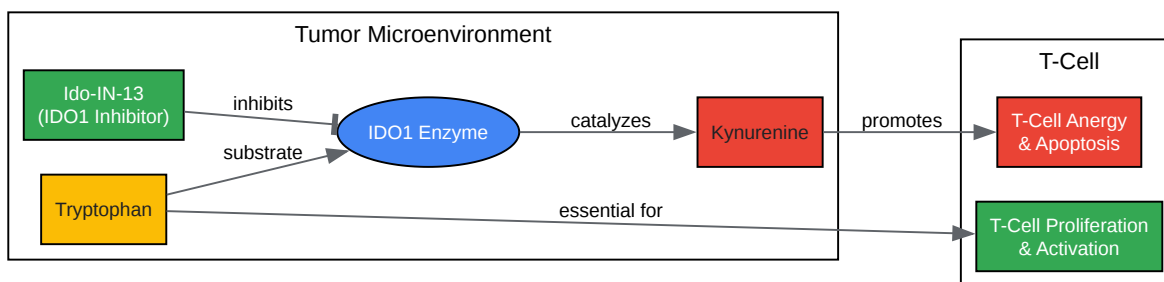 Tumor Microenvironment
T-Cell
Ido-IN-13
(IDO1 Inhibitor)
inhibits
IDO1 Enzyme
catalyzes
Kynurenine
promotes
T-Cell Anergy
& Apoptosis
substrate
Tryptophan
essential for
T-Cell Proliferation
& Activation